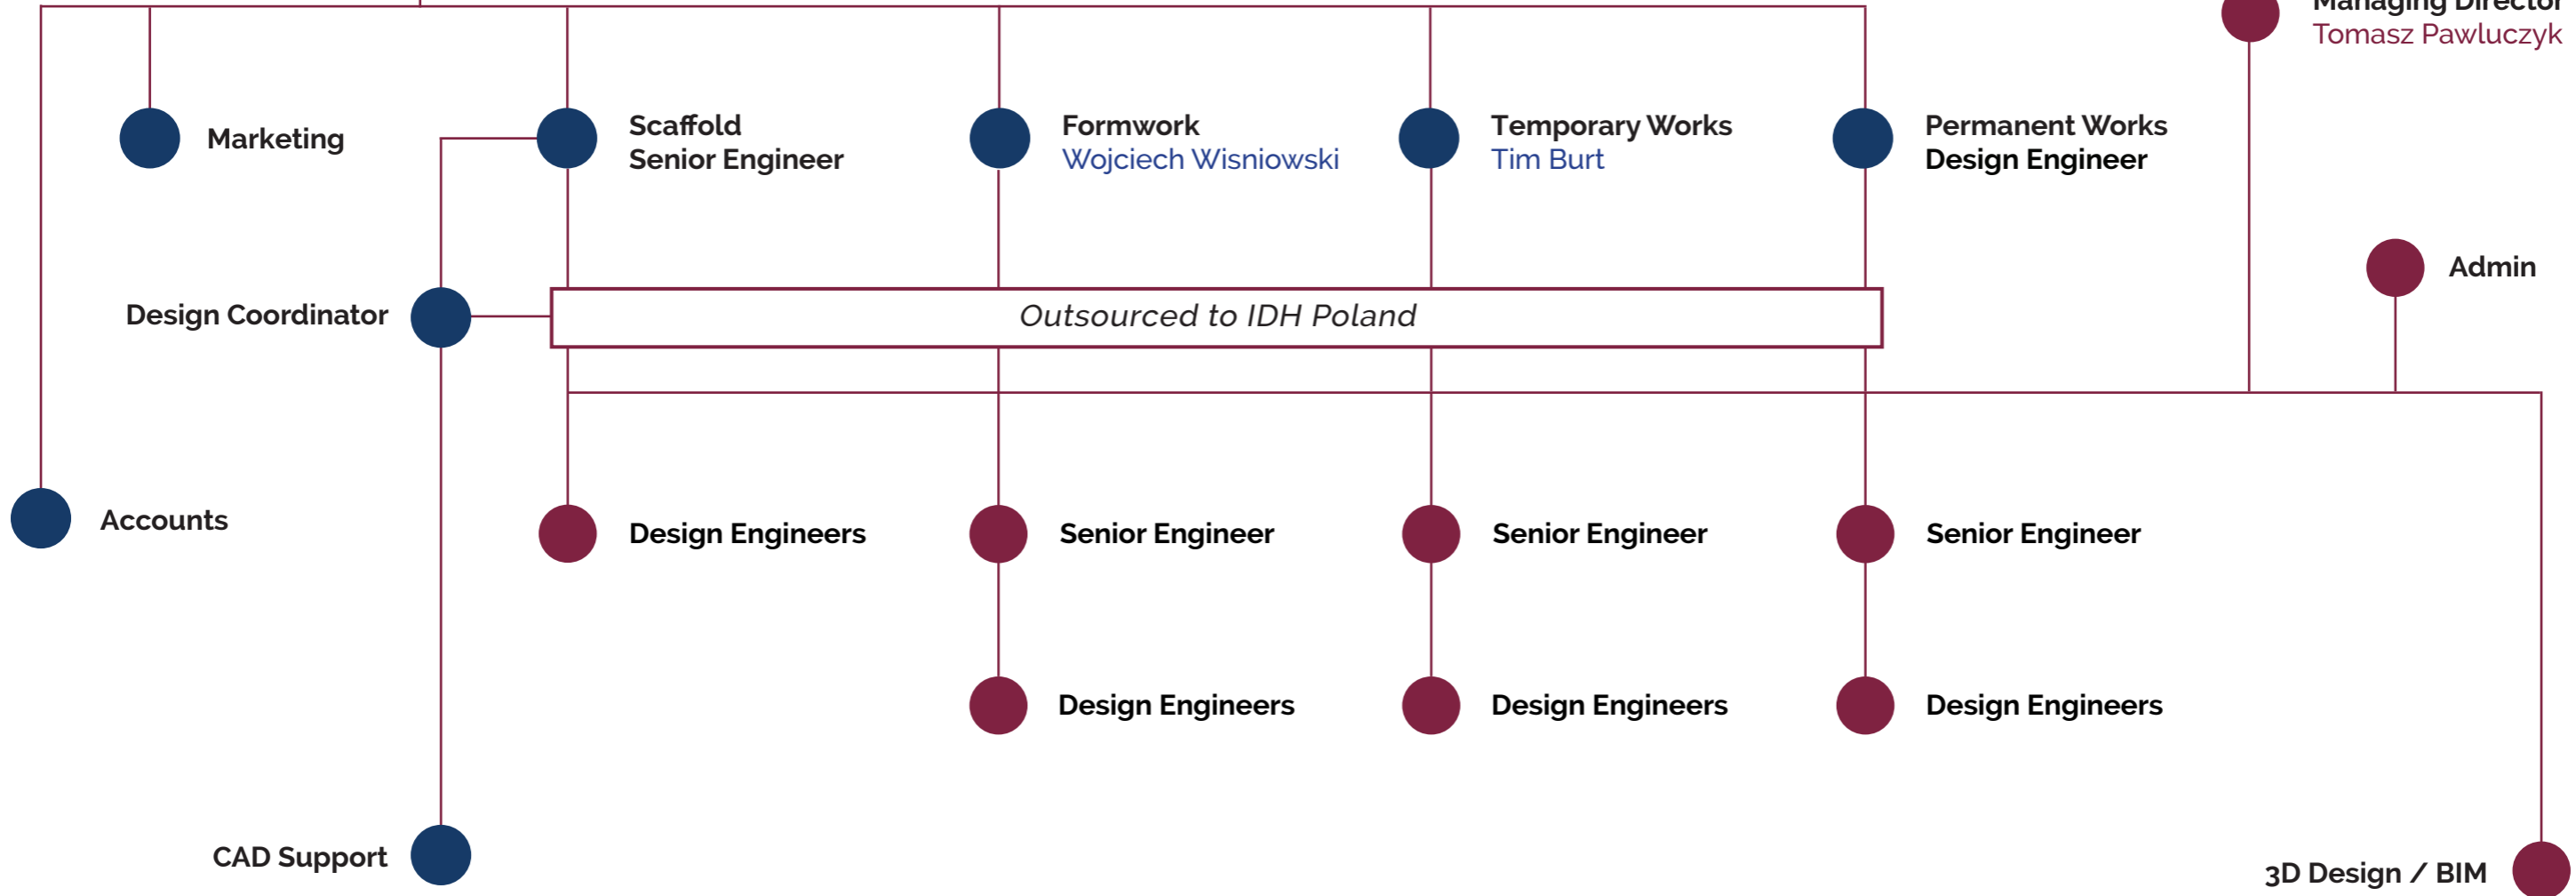 Managing Director
Tomasz Pawluczyk
Marketing
Scaffold
Senior Engineer
Formwork
Wojciech Wisniowski
Temporary Works
Tim Burt
Permanent Works
Design Engineer
Admin
Design Coordinator
Outsourced to IDH Poland
Accounts
Design Engineers
Senior Engineer
Senior Engineer
Senior Engineer
Design Engineers
Design Engineers
Design Engineers
CAD Support
3D Design / BIM